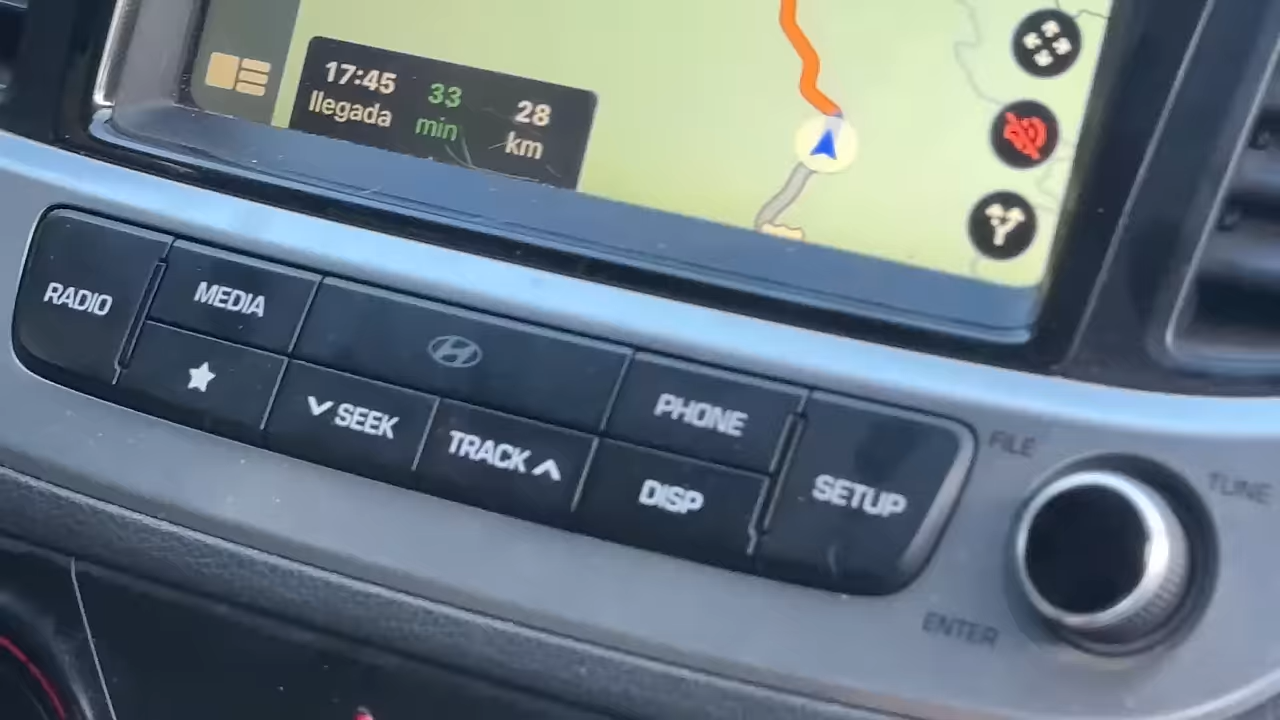 17:45 33 28
llegada min km
RADIO MEDIA PHONE SETUP
SEEK TRACK DISP
FILE TUNE
ENTER